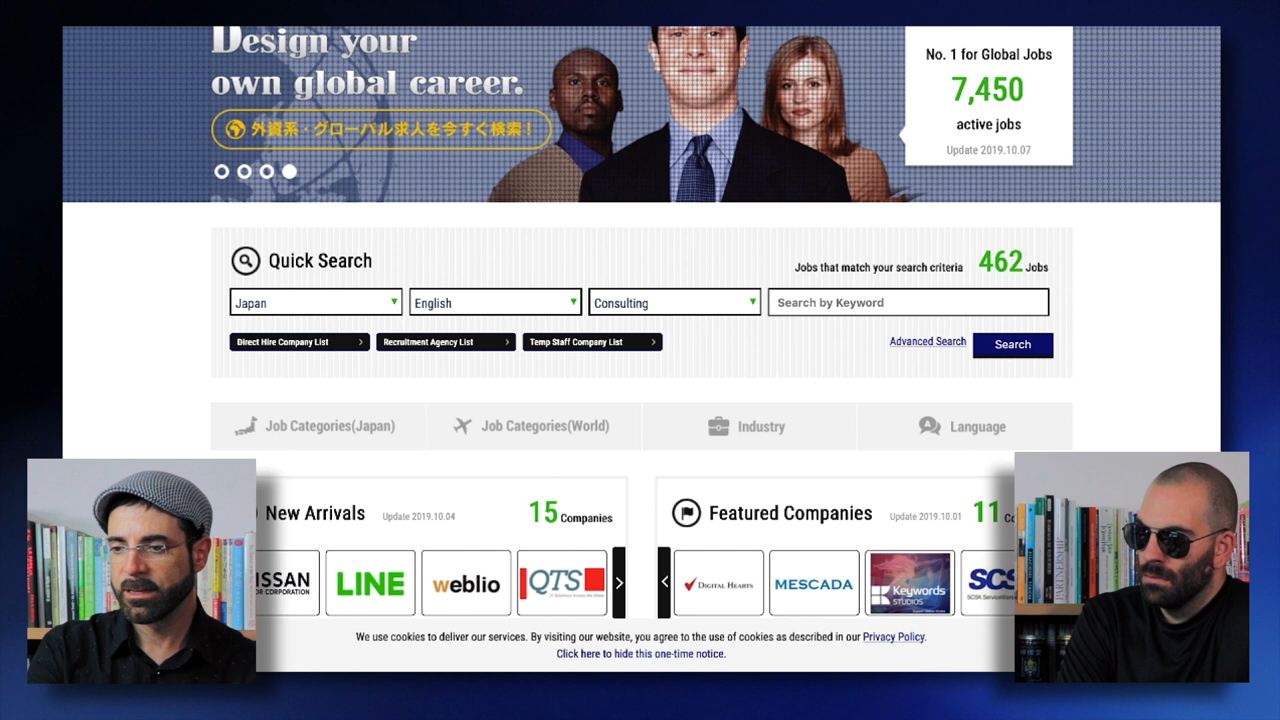 Design your
own global career.
外資系・グローバル求人を今すぐ検索！
No. 1 for Global Jobs
7,450
active jobs
Update 2019.10.07
Quick Search
Jobs that match your search criteria 462 Jobs
Japan
English
Consulting
Search by Keyword
Direct Hire Company List
Recruitment Agency List
Temp Staff Company List
Advanced Search
Search
Job Categories(Japan)
Job Categories(World)
Industry
Language
New Arrivals
Update 2019.10.04
15 Companies
Featured Companies
Update 2019.10.01
11
LINE
weblio
QTS
DIGITAL HEARTS
MESCADA
Keywords
STUDIOS
We use cookies to deliver our services. By visiting our website, you agree to the use of cookies as described in our Privacy Policy.
Click here to hide this one-time notice.